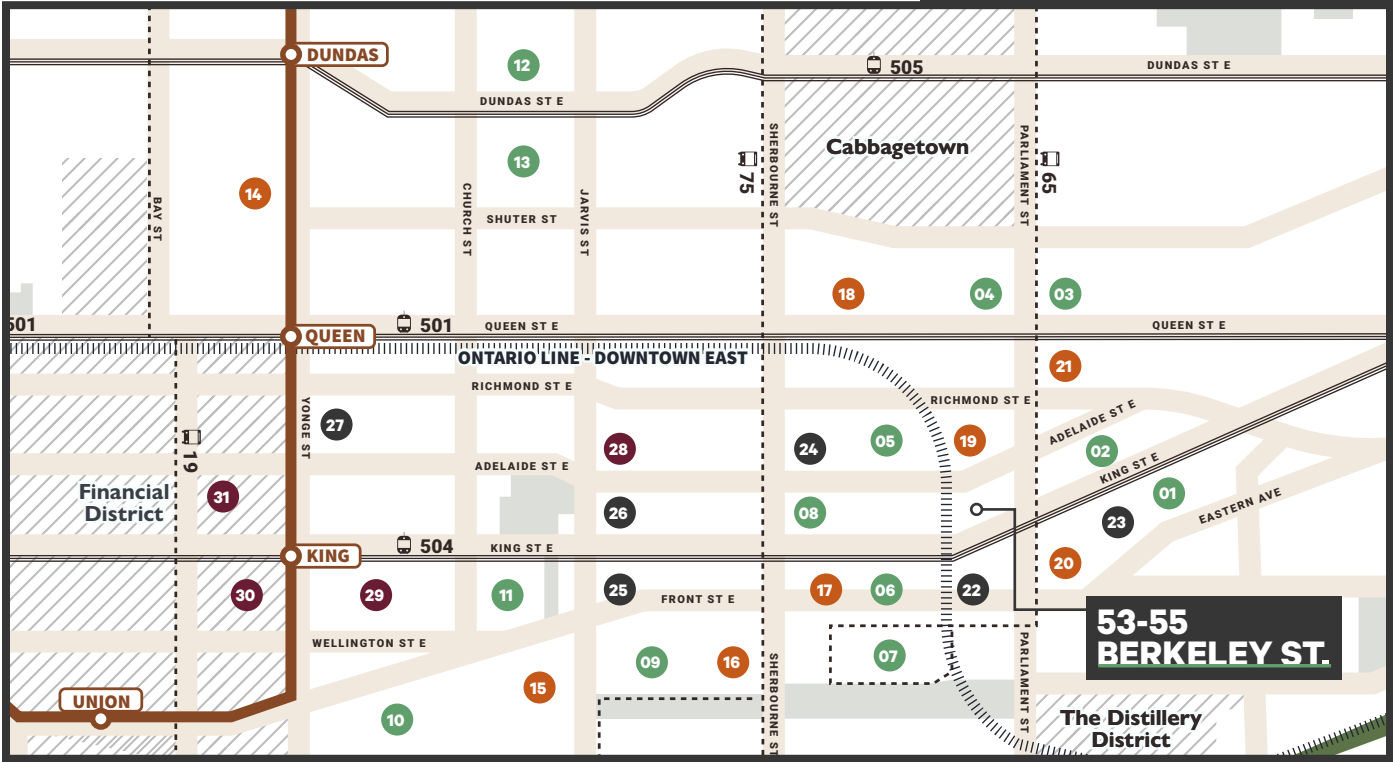 DUNDAS
12
505
DUNDAS ST E
DUNDAS ST E
SHERBOURNE ST
PARLIAMENT ST
Cabbagetown
13
75
65
14
BAY ST
CHURCH ST
JARVIS ST
SHUTER ST
18
04
03
501
QUEEN
501
QUEEN ST E
QUEEN ST E
ONTARIO LINE - DOWNTOWN EAST
21
RICHMOND ST E
RICHMOND ST E
YONGE ST
27
19
28
24
05
19
ADELAIDE ST E
02
ADELAIDE ST E
KING ST E
Financial
District
31
26
08
01
23
EASTERN AVE
KING
504
KING ST E
20
30
29
11
25
FRONT ST E
17
06
22
53-55
BERKELEY ST.
WELLINGTON ST E
09
16
07
SHERBOURNE ST
PARLIAMENT ST
UNION
15
10
The Distillery
District